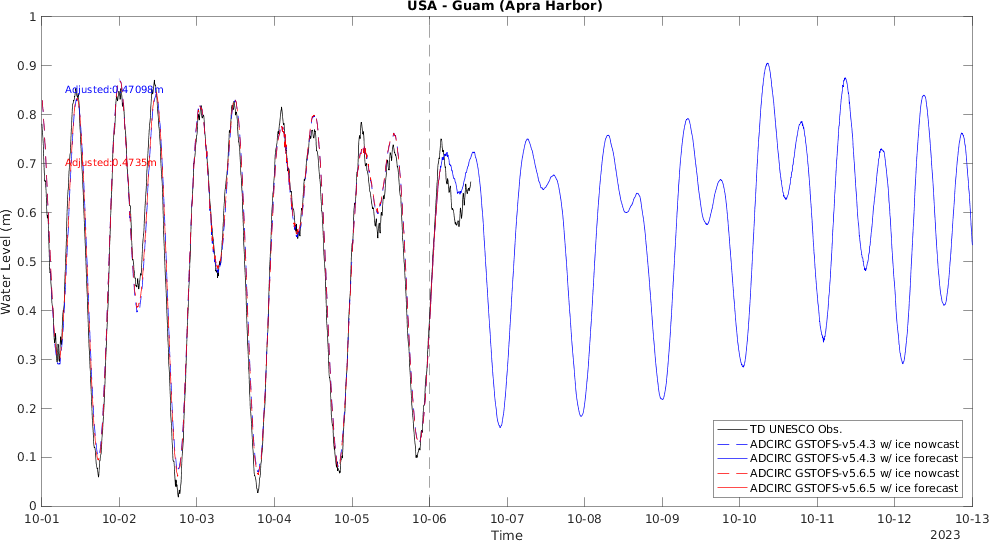 USA - Guam (Apra Harbor)
1
0.9
0.8
0.7
0.6
0.5
0.4
0.3
0.2
0.1
0
Water Level (m)
Adjusted:0.47098m
Adjusted:0.4735m
TD UNESCO Obs.
ADCIRC GSTOFS-v5.4.3 w/ ice nowcast
ADCIRC GSTOFS-v5.4.3 w/ ice forecast
ADCIRC GSTOFS-v5.6.5 w/ ice nowcast
ADCIRC GSTOFS-v5.6.5 w/ ice forecast
10-01 10-02 10-03 10-04 10-05 10-06 10-07 10-08 10-09 10-10 10-11 10-12 10-13
Time
2023